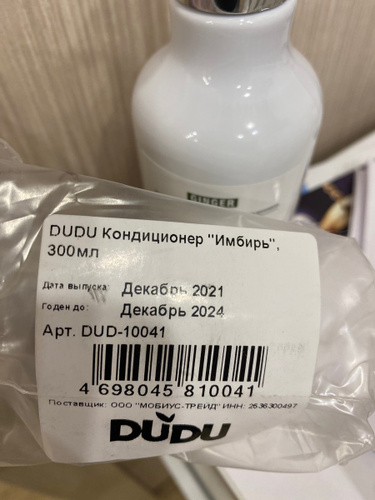 GINGER
DUDU Кондиционер "Имбирь",
300мл
Дата выпуска: Декабрь 2021
Годен до: Декабрь 2024
Арт. DUD-10041
4 698045 810041
Поставщик: ООО "МОБИУС-ТРЕЙД" ИНН: 2536300497
DUDU